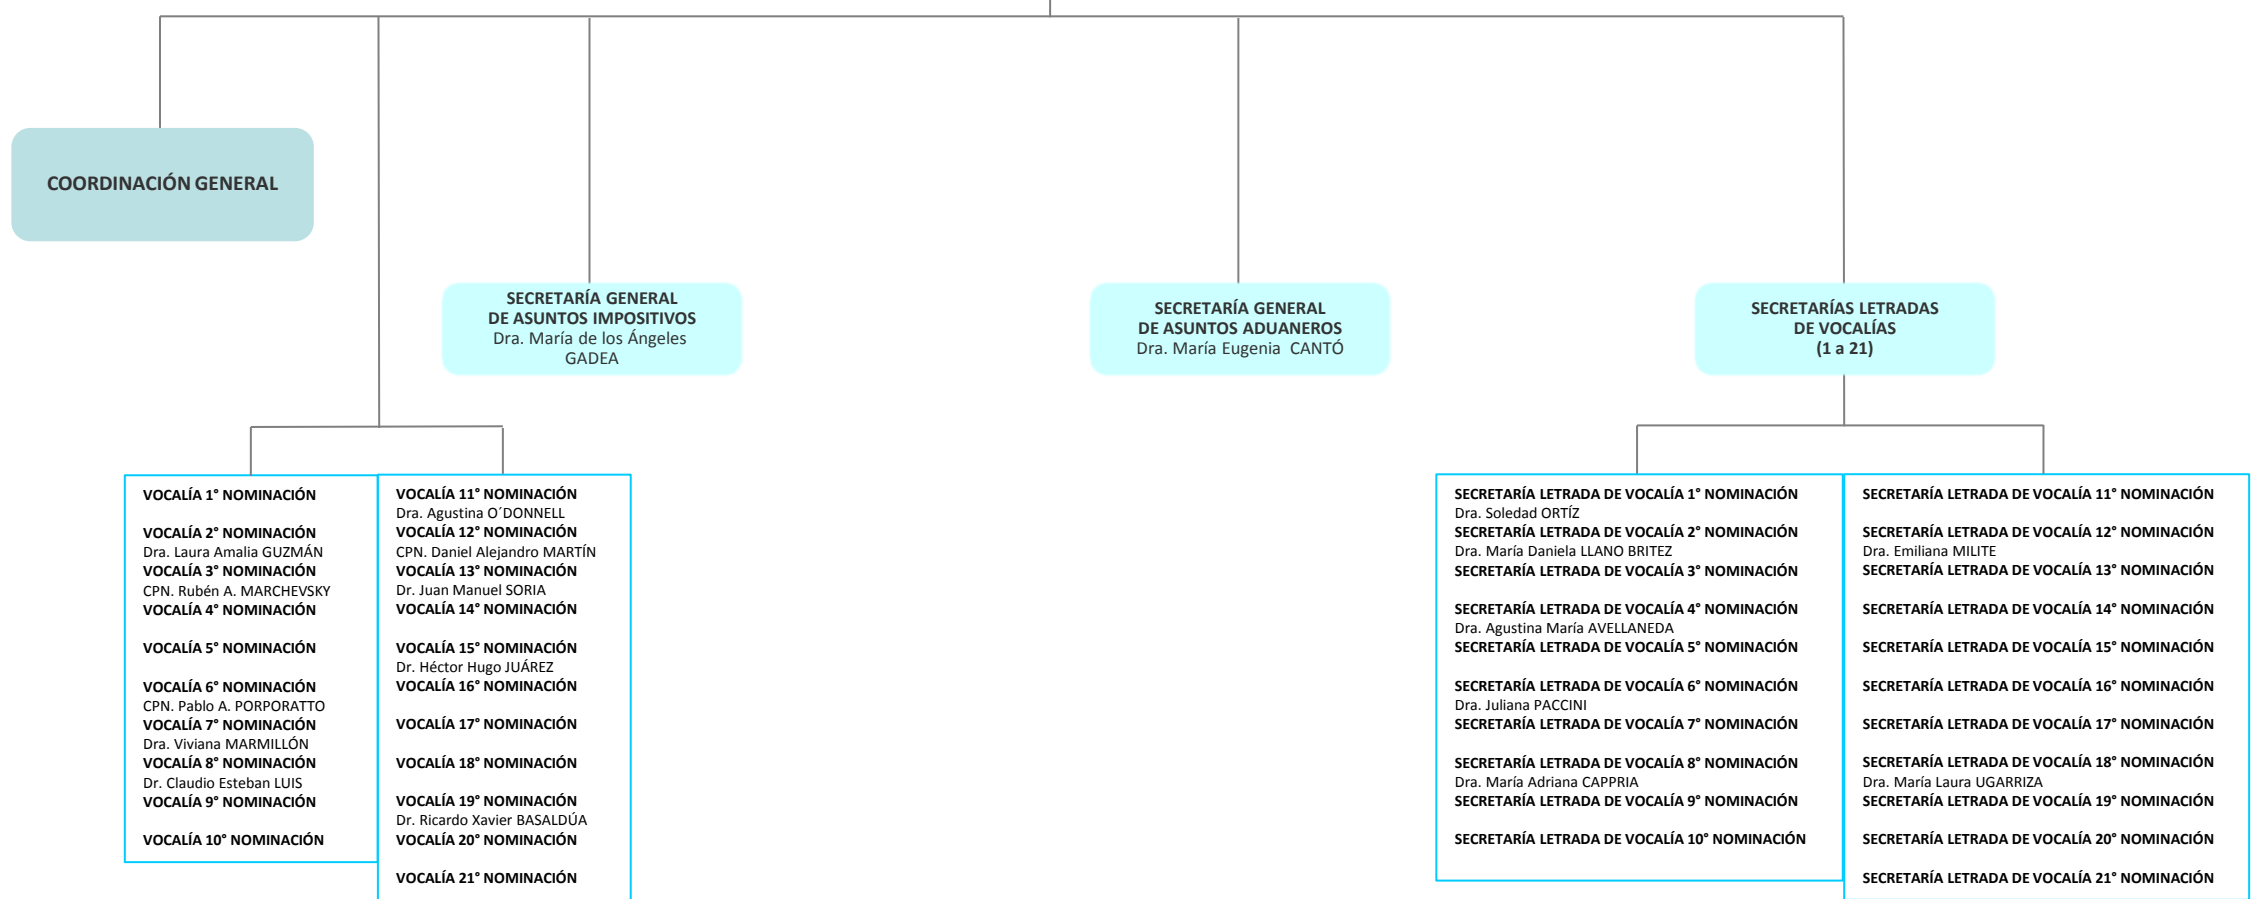 COORDINACIÓN GENERAL
SECRETARÍA GENERAL
DE ASUNTOS IMPOSITIVOS
Dra. María de los Ángeles
GADEA
SECRETARÍA GENERAL
DE ASUNTOS ADUANEROS
Dra. María Eugenia CANTÓ
SECRETARÍAS LETRADAS
DE VOCALÍAS
(1 a 21)
VOCALÍA 1° NOMINACIÓN
VOCALÍA 2° NOMINACIÓN
Dra. Laura Amalia GUZMÁN
VOCALÍA 3° NOMINACIÓN
CPN. Rubén A. MARCHEVSKY
VOCALÍA 4° NOMINACIÓN
VOCALÍA 5° NOMINACIÓN
VOCALÍA 6° NOMINACIÓN
CPN. Pablo A. PORPORATTO
VOCALÍA 7° NOMINACIÓN
Dra. Viviana MARMILLÓN
VOCALÍA 8° NOMINACIÓN
Dr. Claudio Esteban LUIS
VOCALÍA 9° NOMINACIÓN
VOCALÍA 10° NOMINACIÓN
VOCALÍA 11° NOMINACIÓN
Dra. Agustina O´DONNELL
VOCALÍA 12° NOMINACIÓN
CPN. Daniel Alejandro MARTÍN
VOCALÍA 13° NOMINACIÓN
Dr. Juan Manuel SORIA
VOCALÍA 14° NOMINACIÓN
VOCALÍA 15° NOMINACIÓN
Dr. Héctor Hugo JUÁREZ
VOCALÍA 16° NOMINACIÓN
VOCALÍA 17° NOMINACIÓN
VOCALÍA 18° NOMINACIÓN
VOCALÍA 19° NOMINACIÓN
Dr. Ricardo Xavier BASALDÚA
VOCALÍA 20° NOMINACIÓN
VOCALÍA 21° NOMINACIÓN
SECRETARÍA LETRADA DE VOCALÍA 1° NOMINACIÓN
Dra. Soledad ORTÍZ
SECRETARÍA LETRADA DE VOCALÍA 2° NOMINACIÓN
Dra. María Daniela LLANO BRITEZ
SECRETARÍA LETRADA DE VOCALÍA 3° NOMINACIÓN
SECRETARÍA LETRADA DE VOCALÍA 4° NOMINACIÓN
Dra. Agustina María AVELLANEDA
SECRETARÍA LETRADA DE VOCALÍA 5° NOMINACIÓN
SECRETARÍA LETRADA DE VOCALÍA 6° NOMINACIÓN
Dra. Juliana PACCINI
SECRETARÍA LETRADA DE VOCALÍA 7° NOMINACIÓN
SECRETARÍA LETRADA DE VOCALÍA 8° NOMINACIÓN
Dra. María Adriana CAPPRIA
SECRETARÍA LETRADA DE VOCALÍA 9° NOMINACIÓN
SECRETARÍA LETRADA DE VOCALÍA 10° NOMINACIÓN
SECRETARÍA LETRADA DE VOCALÍA 11° NOMINACIÓN
SECRETARÍA LETRADA DE VOCALÍA 12° NOMINACIÓN
Dra. Emiliana MILITE
SECRETARÍA LETRADA DE VOCALÍA 13° NOMINACIÓN
SECRETARÍA LETRADA DE VOCALÍA 14° NOMINACIÓN
SECRETARÍA LETRADA DE VOCALÍA 15° NOMINACIÓN
SECRETARÍA LETRADA DE VOCALÍA 16° NOMINACIÓN
SECRETARÍA LETRADA DE VOCALÍA 17° NOMINACIÓN
SECRETARÍA LETRADA DE VOCALÍA 18° NOMINACIÓN
Dra. María Laura UGARRIZA
SECRETARÍA LETRADA DE VOCALÍA 19° NOMINACIÓN
SECRETARÍA LETRADA DE VOCALÍA 20° NOMINACIÓN
SECRETARÍA LETRADA DE VOCALÍA 21° NOMINACIÓN